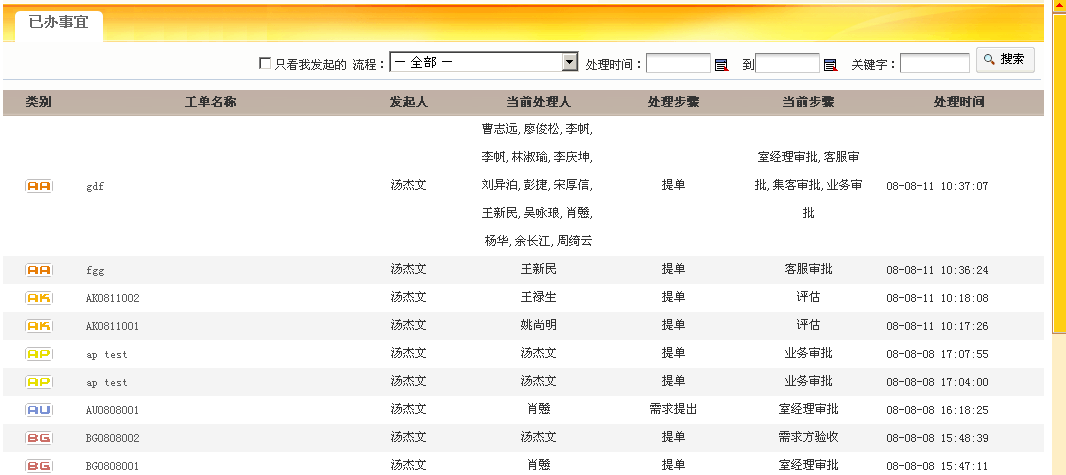 已办事宜
只看我发起的 流程： — 全部 — 处理时间： 到 关键字： 搜索
类别 工单名称 发起人 当前处理人 处理步骤 当前步骤 处理时间
曹志远, 廖俊松, 李帆,
李帆, 林淑瑜, 李庆坤, 室经理审批, 客服审
AA gdf 汤杰文 刘异泊, 彭捷, 宋厚信, 提单 批, 集客审批, 业务审 08-08-11 10:37:07
王新民, 吴咏琅, 肖慇, 批
杨华, 余长江, 周绮云
AA fgg 汤杰文 王新民 提单 客服审批 08-08-11 10:36:24
AK AK0811002 汤杰文 王禄生 提单 评估 08-08-11 10:18:08
AK AK0811001 汤杰文 姚尚明 提单 评估 08-08-11 10:17:26
AP ap test 汤杰文 汤杰文 提单 业务审批 08-08-08 17:07:55
AP ap test 汤杰文 汤杰文 提单 业务审批 08-08-08 17:04:00
AU AU0808001 汤杰文 肖慇 需求提出 室经理审批 08-08-08 16:18:25
BG BG0808002 汤杰文 汤杰文 提单 需求方验收 08-08-08 15:48:39
BG BG0808001 汤杰文 肖慇 提单 室经理审批 08-08-08 15:47:11